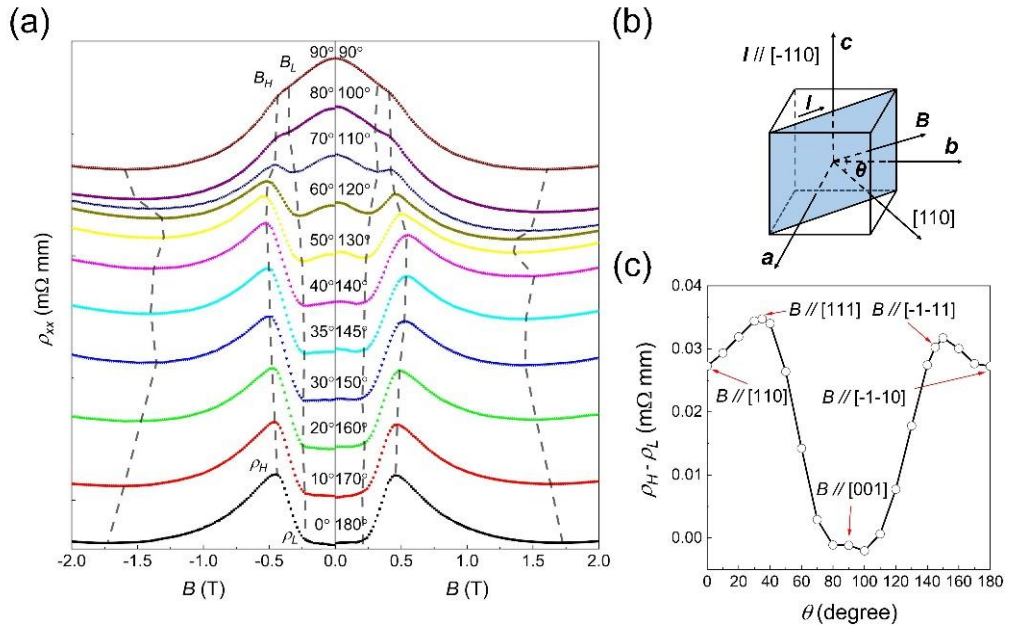 (a)
90° 90°
B_H
B_L
80° 100°
70° 110°
60° 120°
50° 130°
40° 140°
35° 145°
30° 150°
20° 160°
10° 170°
0° 180°
ρ_H
ρ_L
ρ_xx (mΩ mm)
-2.0 -1.5 -1.0 -0.5 0.0 0.5 1.0 1.5 2.0
B (T) B (T)
(b)
I // [-110]
c
I
B
b
θ
[110]
a
(c)
0.04
0.03
0.02
0.01
0.00
ρ_H - ρ_L (mΩ mm)
B // [111]
B // [-1-11]
B // [110]
B // [-1-10]
B // [001]
0 20 40 60 80 100 120 140 160 180
θ (degree)